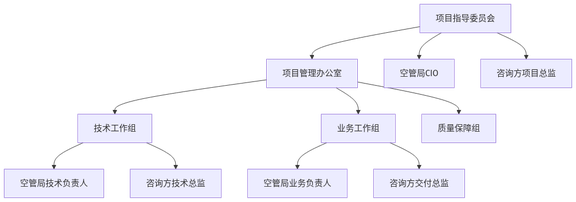 项目指导委员会
项目管理办公室
空管局CIO
咨询方项目总监
技术工作组
业务工作组
质量保障组
空管局技术负责人
咨询方技术总监
空管局业务负责人
咨询方交付总监